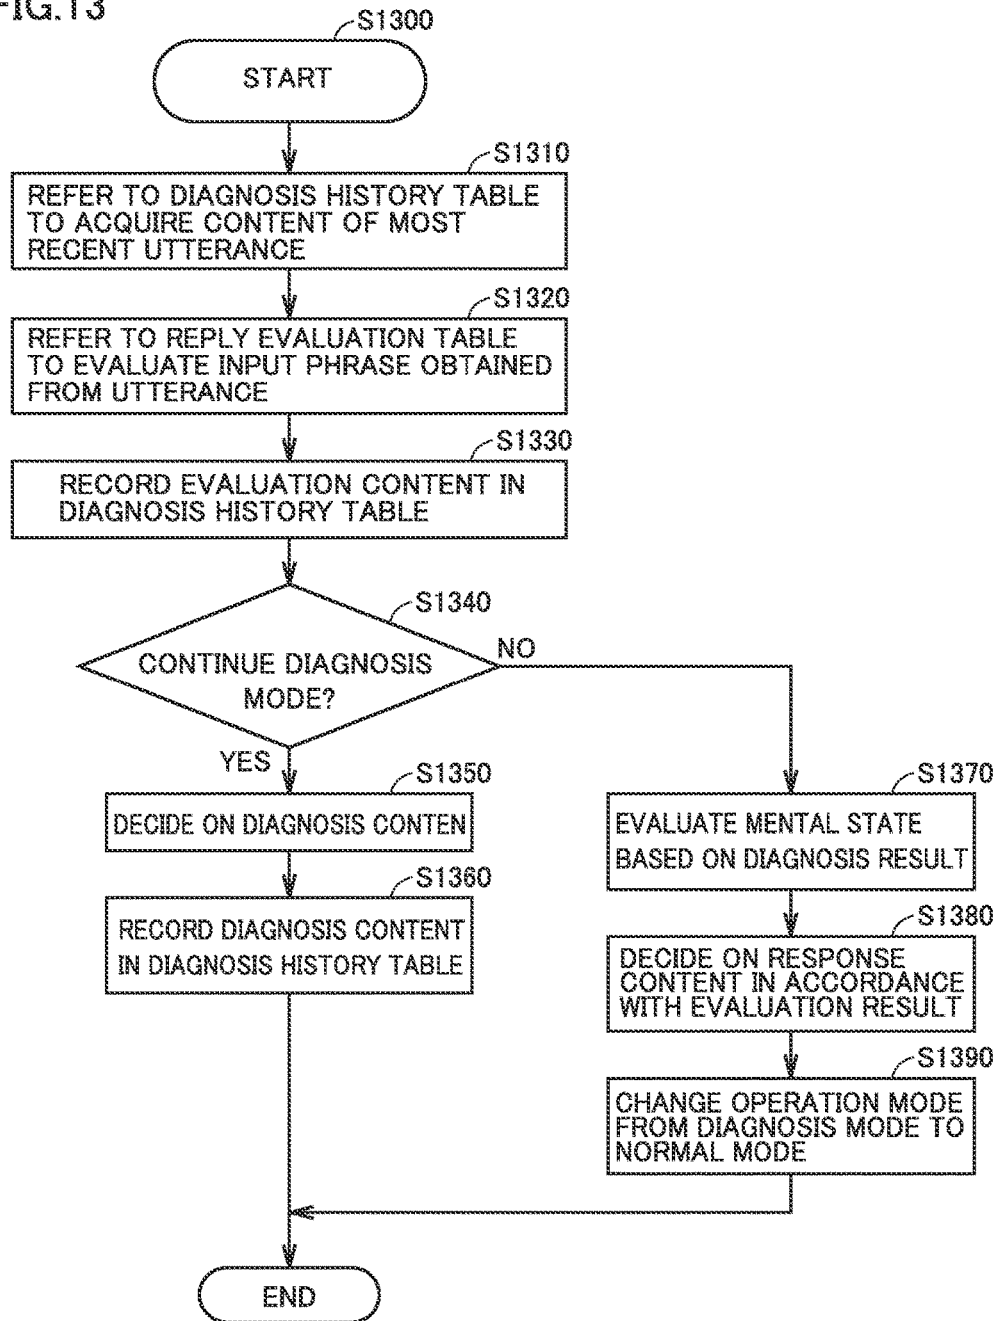 FIG.13
S1300
START
S1310
REFER TO DIAGNOSIS HISTORY TABLE
TO ACQUIRE CONTENT OF MOST
RECENT UTTERANCE
S1320
REFER TO REPLY EVALUATION TABLE
TO EVALUATE INPUT PHRASE OBTAINED
FROM UTTERANCE
S1330
RECORD EVALUATION CONTENT IN
DIAGNOSIS HISTORY TABLE
S1340
CONTINUE DIAGNOSIS
MODE?
NO
YES
S1350
DECIDE ON DIAGNOSIS CONTEN
S1360
RECORD DIAGNOSIS CONTENT
IN DIAGNOSIS HISTORY TABLE
S1370
EVALUATE MENTAL STATE
BASED ON DIAGNOSIS RESULT
S1380
DECIDE ON RESPONSE
CONTENT IN ACCORDANCE
WITH EVALUATION RESULT
S1390
CHANGE OPERATION MODE
FROM DIAGNOSIS MODE TO
NORMAL MODE
END